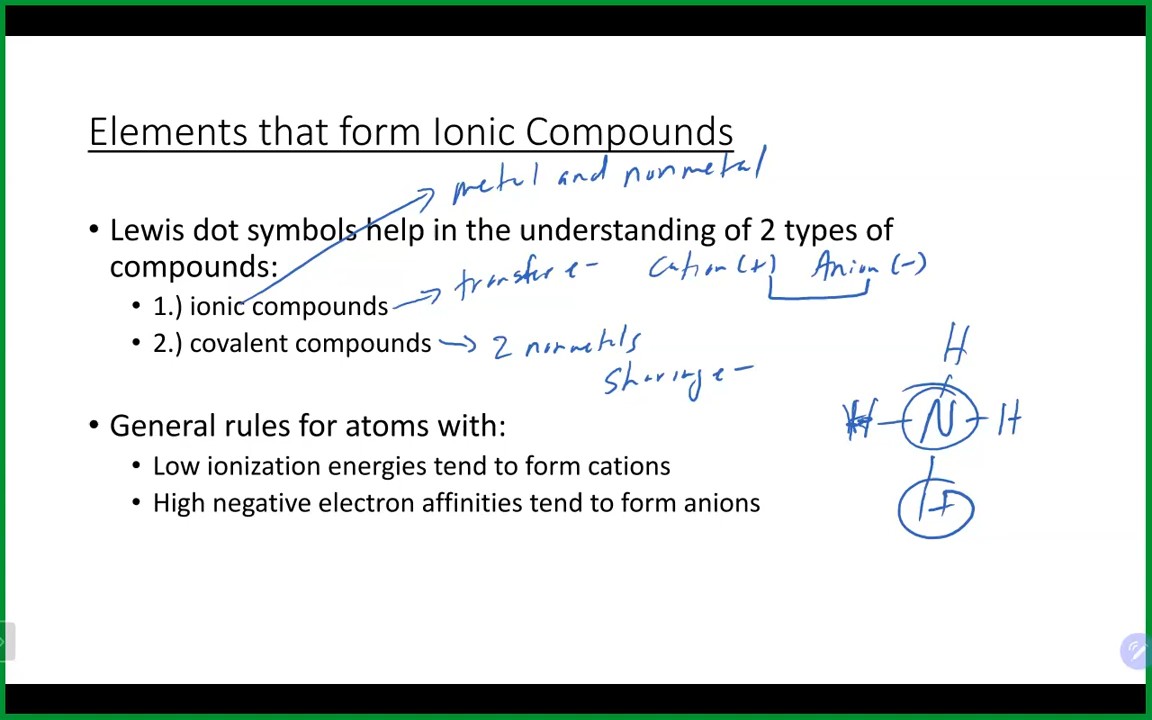 Elements that form Ionic Compounds
metal and nonmetal
• Lewis dot symbols help in the understanding of 2 types of
compounds:
transfer e- Cation (+) Anion (-)
• 1.) ionic compounds
• 2.) covalent compounds → 2 nonmetals
sharing e-
H
• General rules for atoms with:
H - N - H
• Low ionization energies tend to form cations
• High negative electron affinities tend to form anions
H